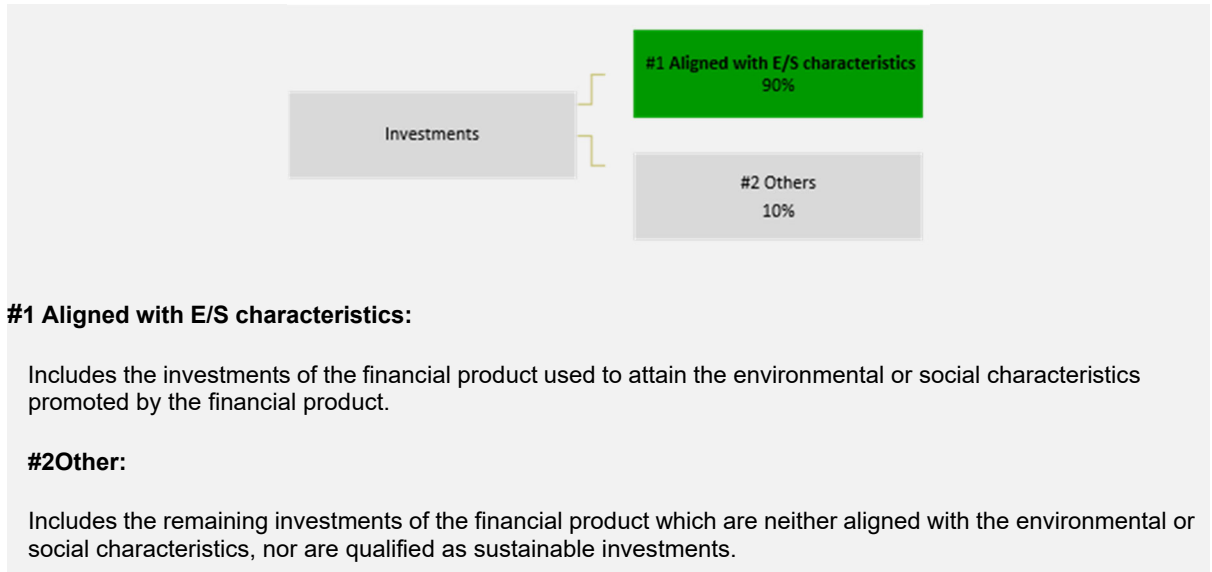 #1 Aligned with E/S characteristics
90%
Investments
#2 Others
10%
#1 Aligned with E/S characteristics:
Includes the investments of the financial product used to attain the environmental or social characteristics
promoted by the financial product.
#2Other:
Includes the remaining investments of the financial product which are neither aligned with the environmental or
social characteristics, nor are qualified as sustainable investments.